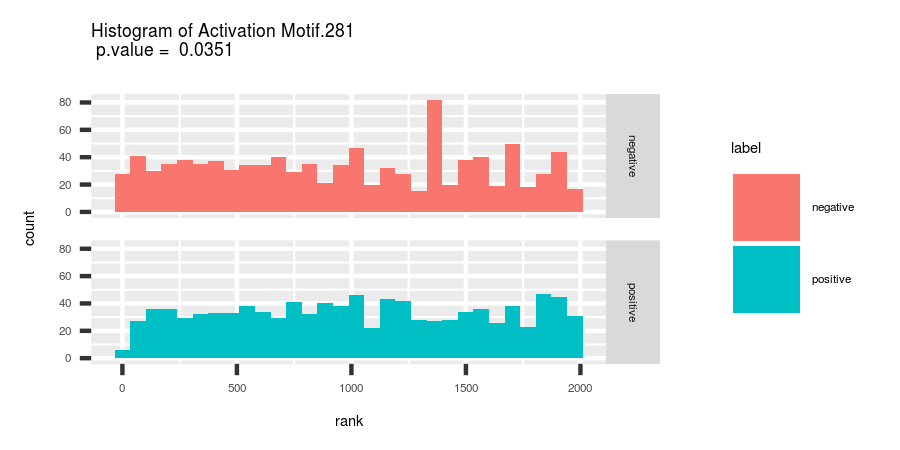 Histogram of Activation Motif.281
p.value = 0.0351
count
80
60
40
20
0
negative
80
60
40
20
0
positive
0 500 1000 1500 2000
rank
label
negative
positive